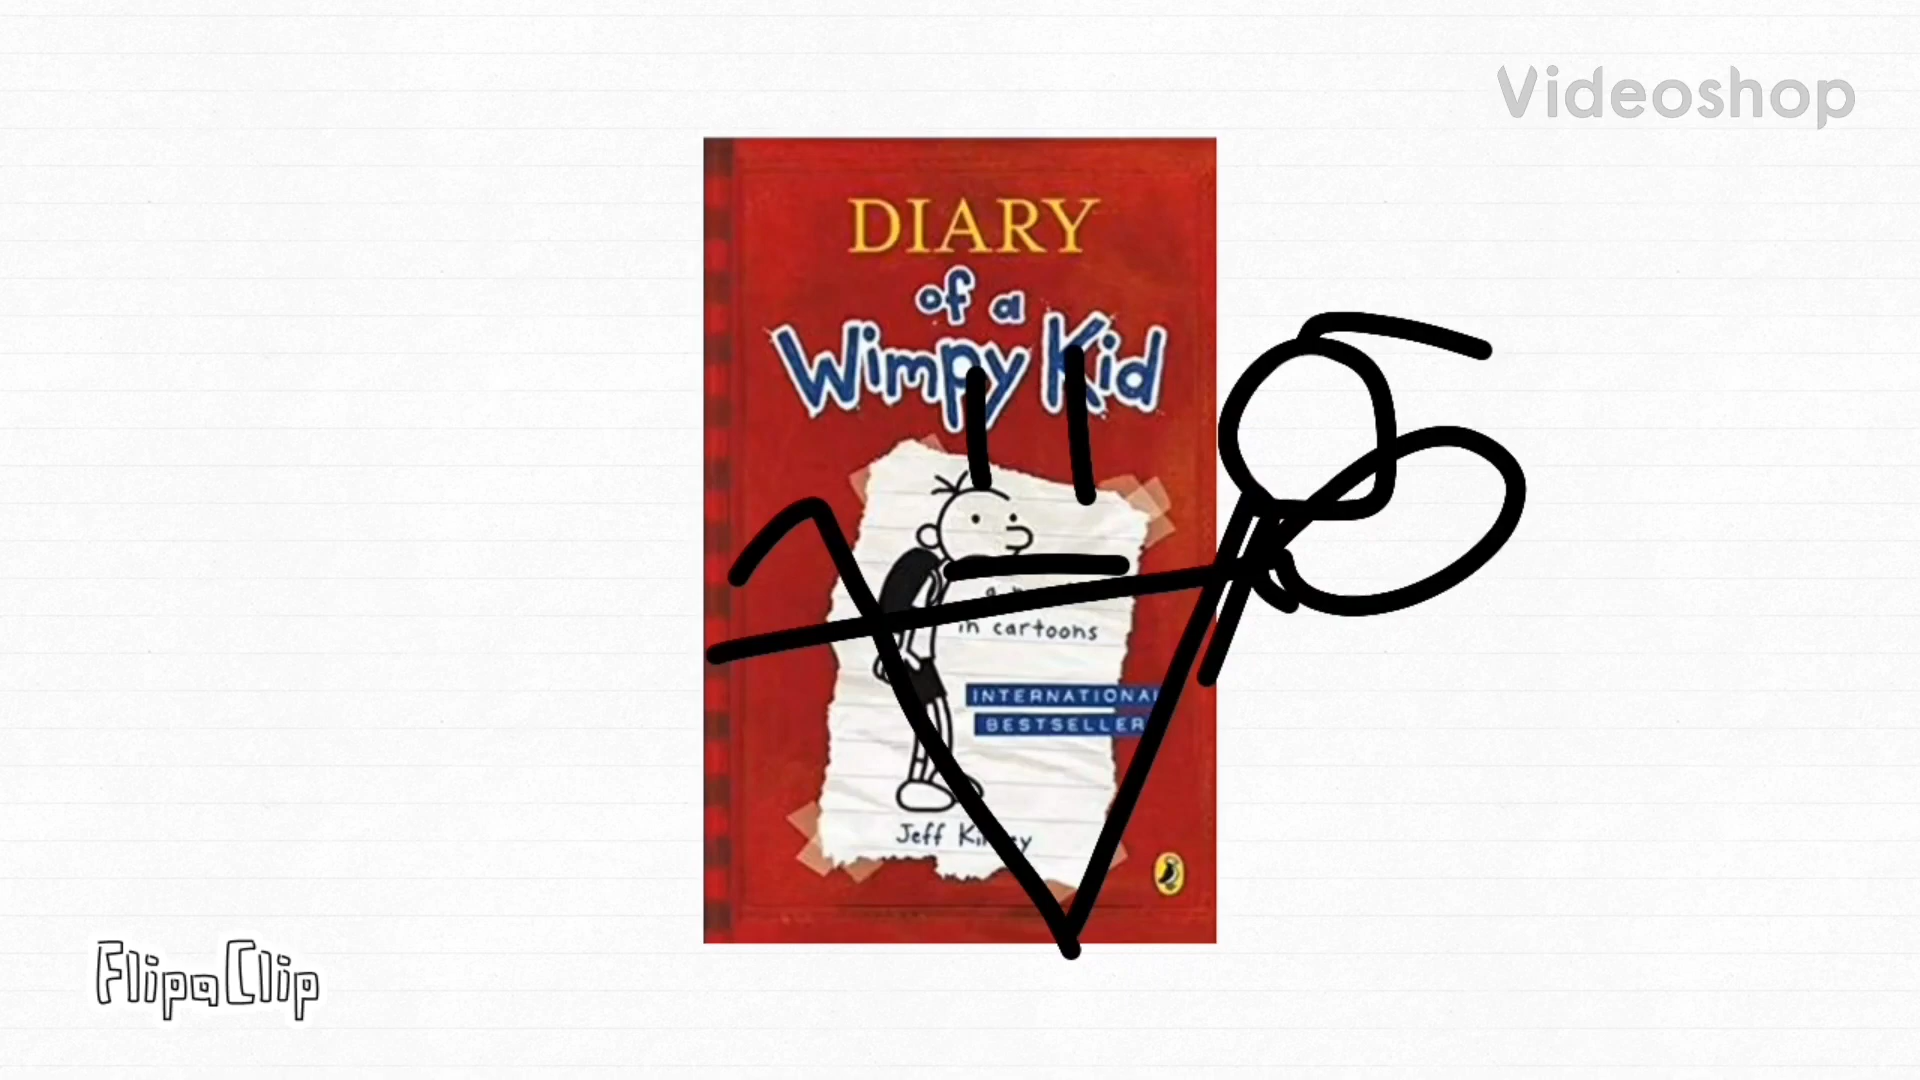 Videoshop
DIARY
of a
Wimpy Kid
in cartoons
INTERNATIONAL
BESTSELLER
Jeff
FlipaClip